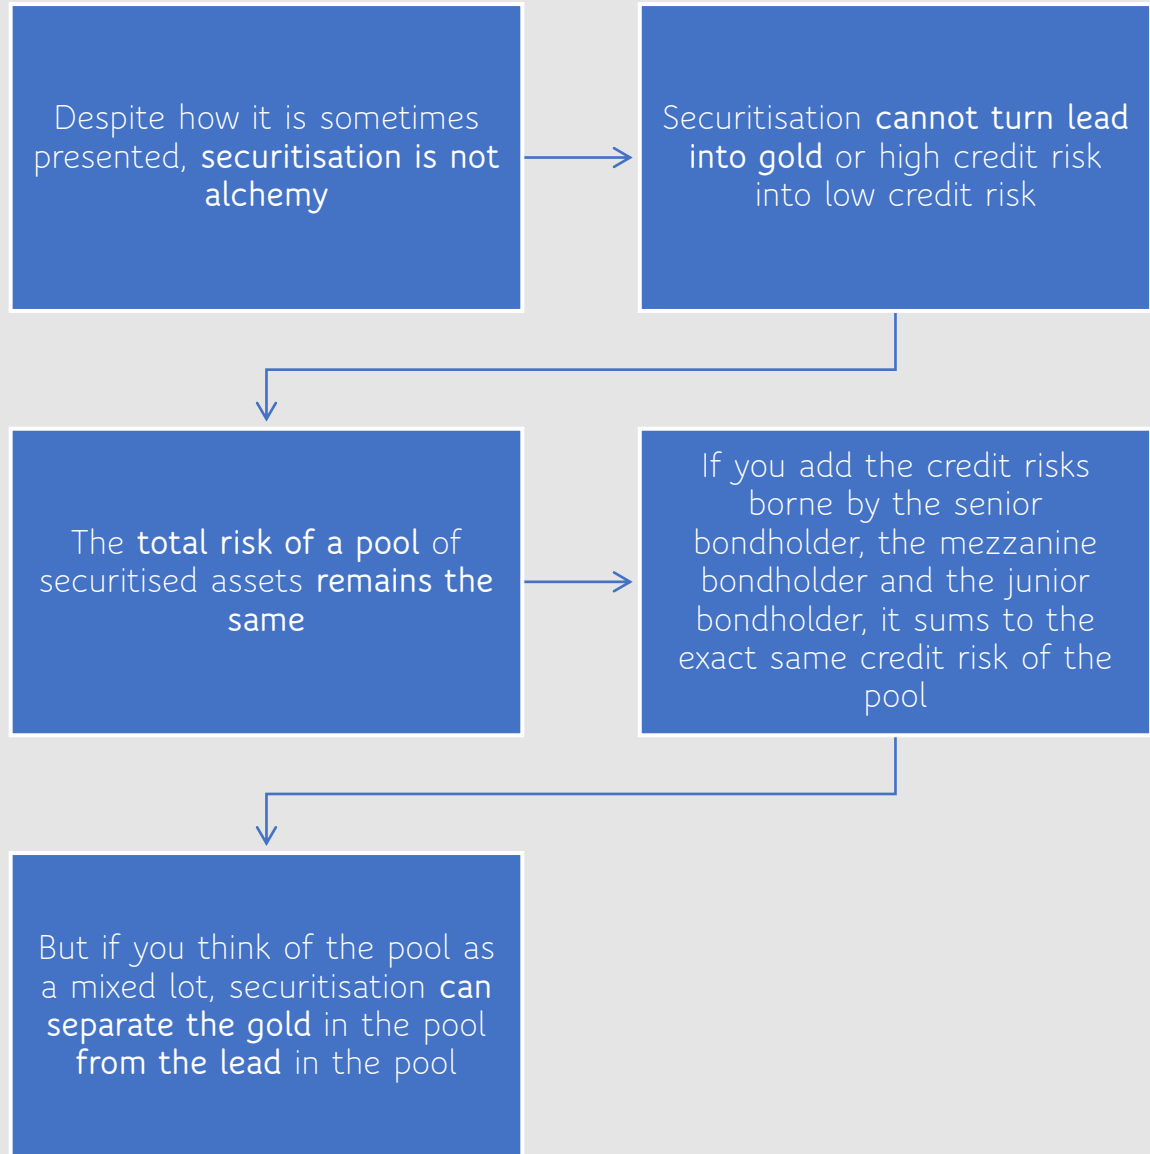 Despite how it is sometimes
presented, securitisation is not
alchemy
Securitisation cannot turn lead
into gold or high credit risk
into low credit risk
The total risk of a pool of
securitised assets remains the
same
If you add the credit risks
borne by the senior
bondholder, the mezzanine
bondholder and the junior
bondholder, it sums to the
exact same credit risk of the
pool
But if you think of the pool as
a mixed lot, securitisation can
separate the gold in the pool
from the lead in the pool